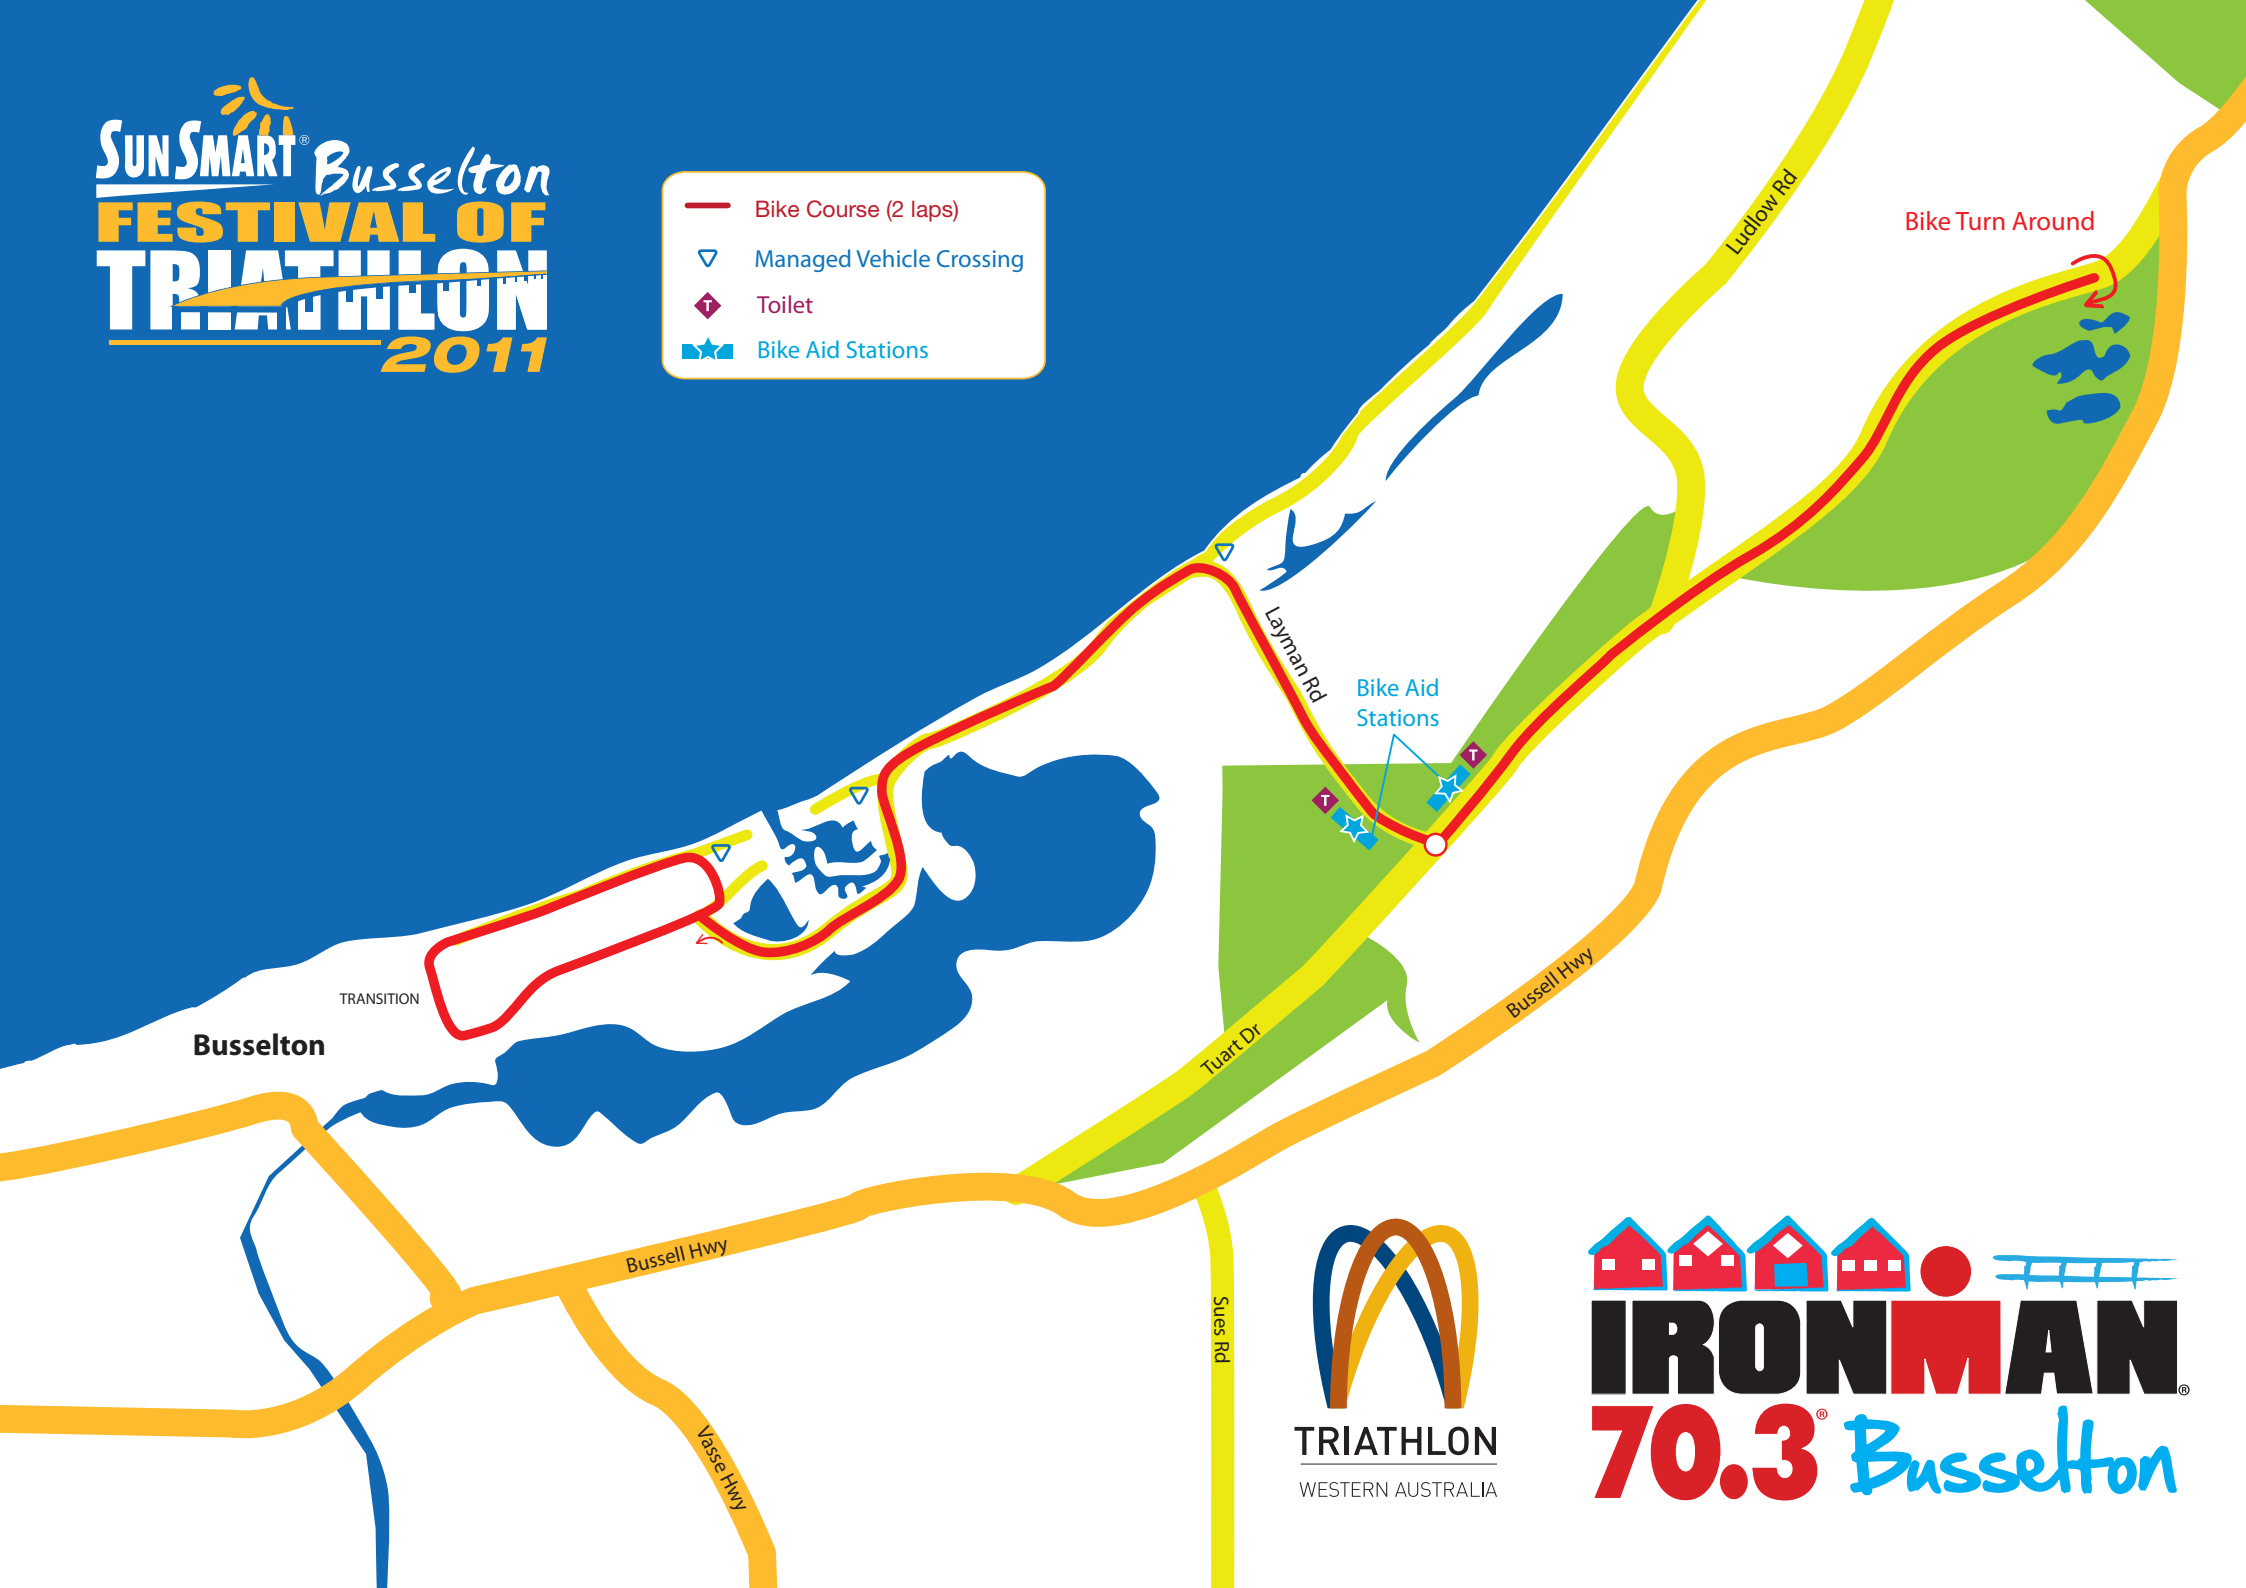 SUNSMART® Busselton
FESTIVAL OF
TRIATHLON
2011
Bike Course (2 laps)
Managed Vehicle Crossing
T Toilet
Bike Aid Stations
Ludlow Rd
Bike Turn Around
Layman Rd
Bike Aid
Stations
T
T
TRANSITION
Busselton
Bussell Hwy
Tuart Dr
Bussell Hwy
Sues Rd
Vasse Hwy
TRIATHLON
WESTERN AUSTRALIA
IRONMAN®
70.3® Busselton